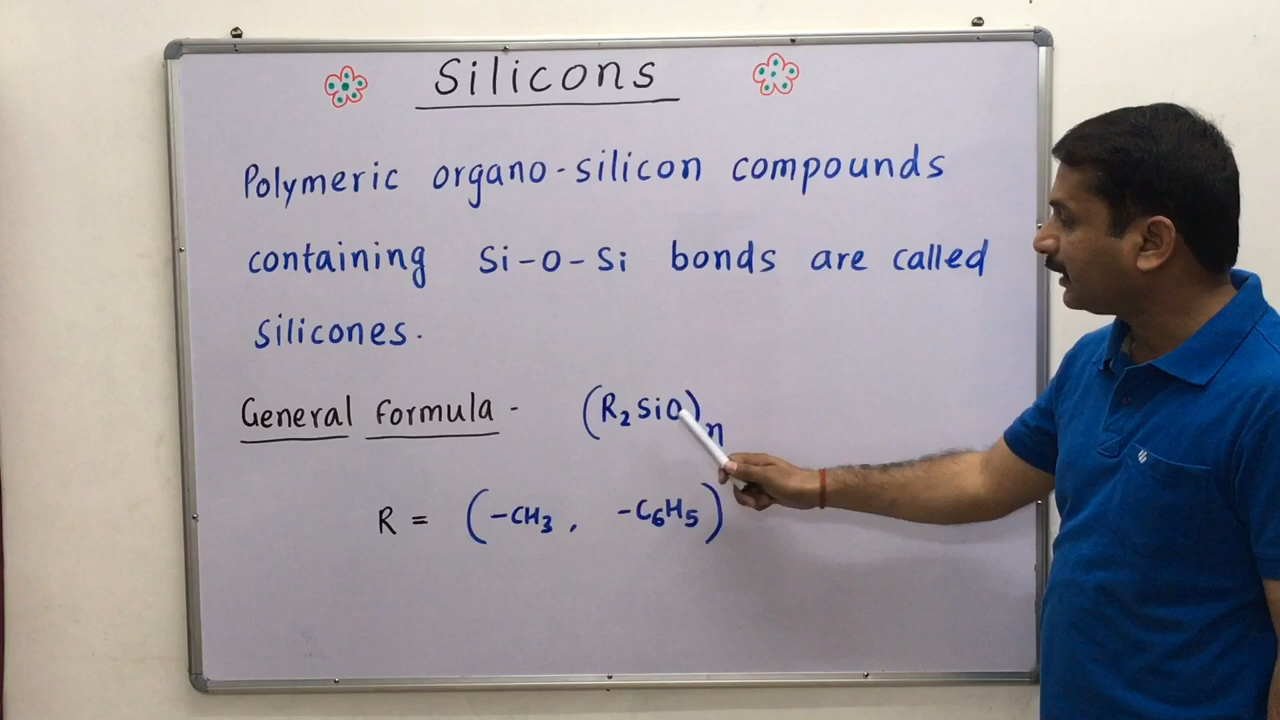 Silicons
Polymeric organo-silicon compounds
containing Si-O-Si bonds are called
silicones.
General formula - (R₂SiO)ₙ
R = (-CH₃, -C₆H₅)